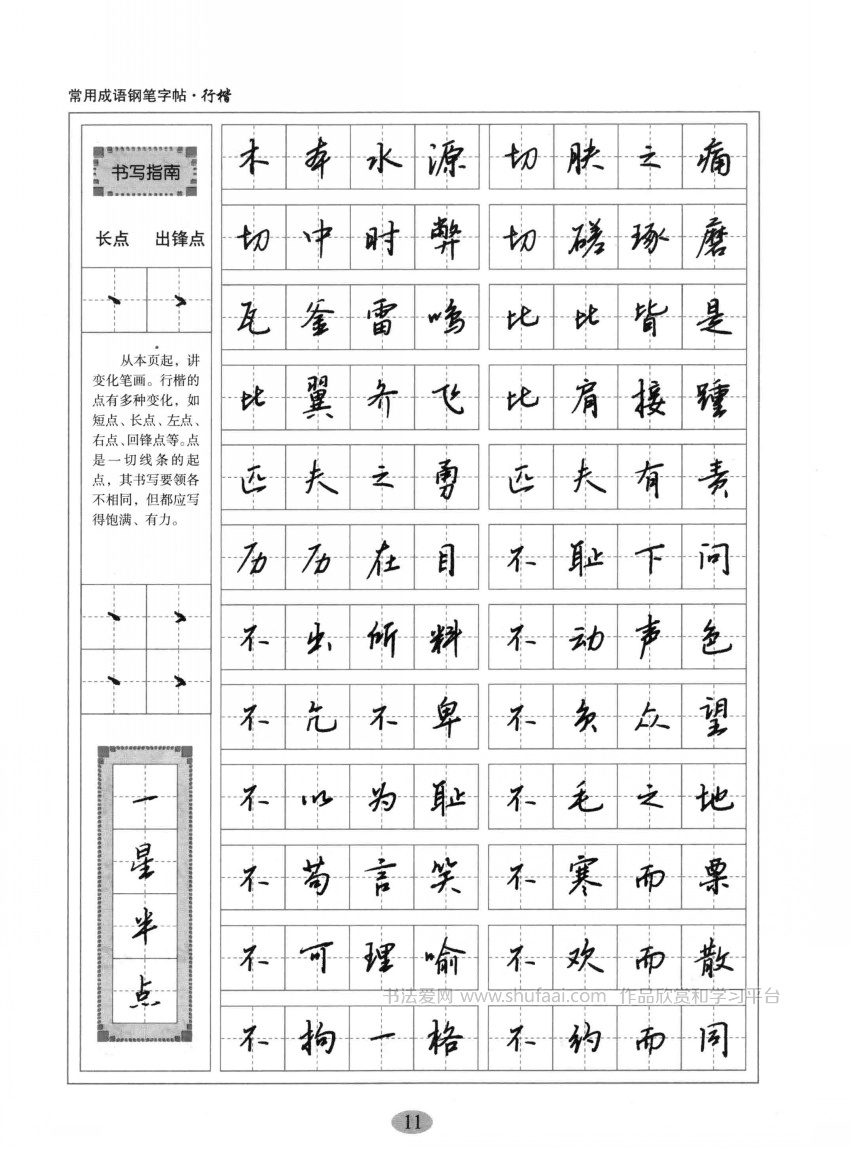 常用成语钢笔字帖·行楷
书写指南
长点 出锋点
从本页起，讲
变化笔画。行楷的
点有多种变化，如
短点、长点、左点、
右点、回锋点等。点
是一切线条的起
点，其书写要领各
不相同，但都应写
得饱满、有力。
一星半点
木本水源 切肤之痛
切中时弊 切磋琢磨
瓦釜雷鸣 比比皆是
比翼齐飞 比肩接踵
匹夫之勇 匹夫有责
历历在目 不耻下问
不出所料 不动声色
不亢不卑 不负众望
不以为耻 不毛之地
不苟言笑 不寒而栗
不可理喻 不欢而散
不拘一格 不约而同
书法爱网 www.shufaai.com 作品欣赏和学习平台
11